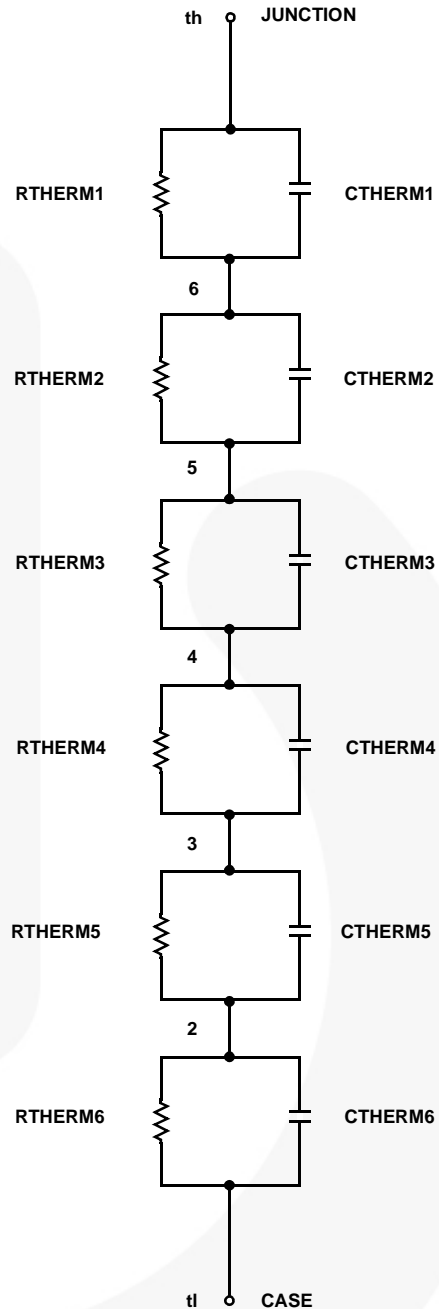 th JUNCTION
RTHERM1 CTHERM1
6
RTHERM2 CTHERM2
5
RTHERM3 CTHERM3
4
RTHERM4 CTHERM4
3
RTHERM5 CTHERM5
2
RTHERM6 CTHERM6
tl CASE